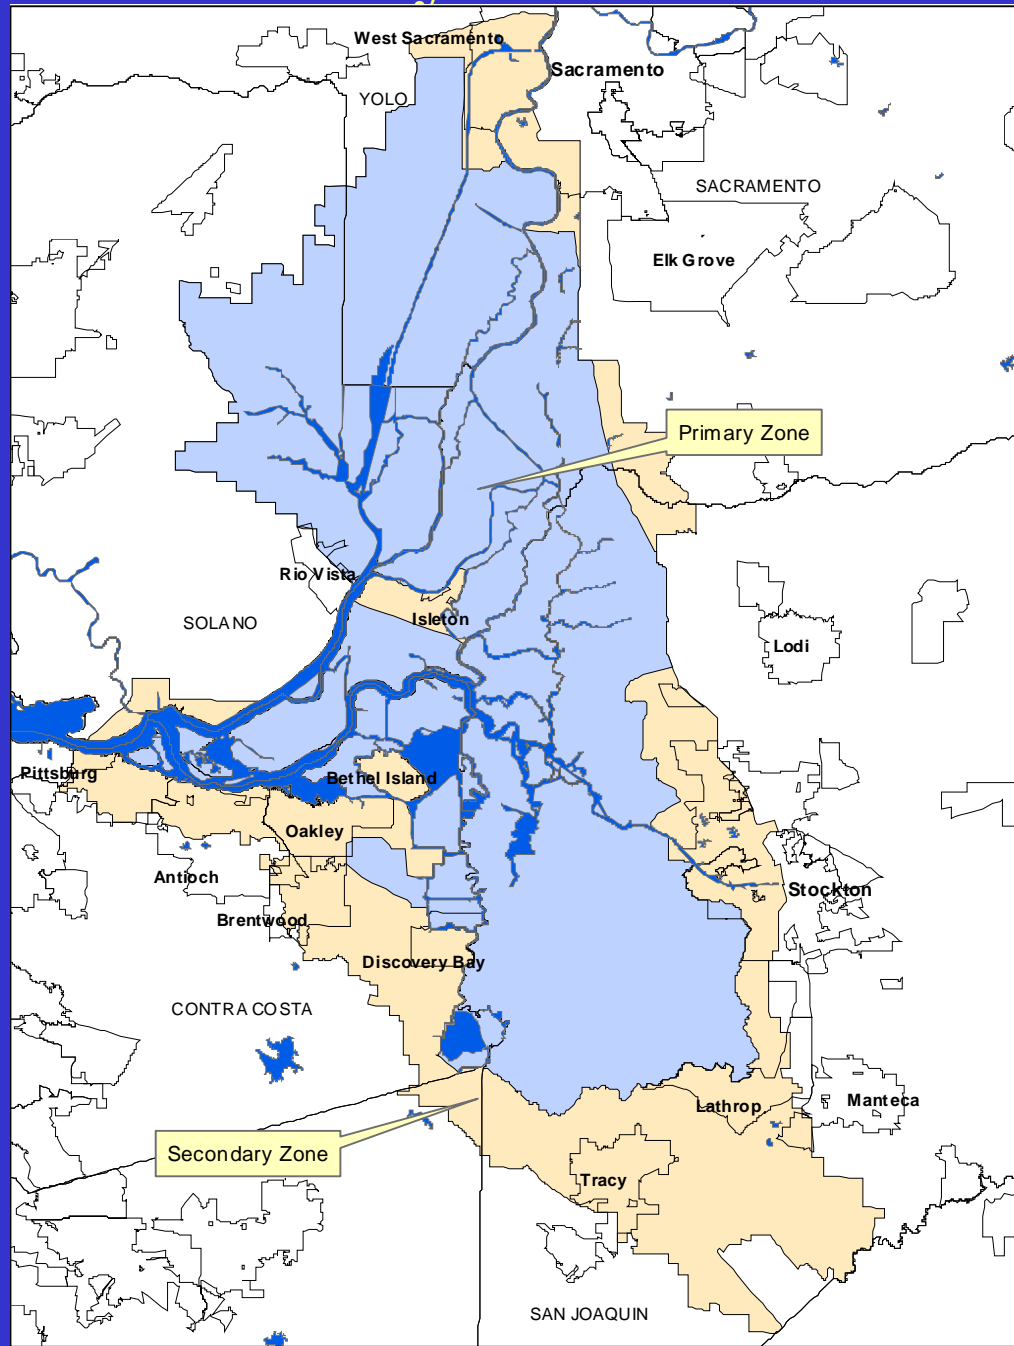 West Sacramento
Sacramento
YOLO
SACRAMENTO
Elk Grove
Primary Zone
Rio Vista
Isleton
SOLANO
Lodi
Pittsburg
Bethel Island
Oakley
Antioch
Stockton
Brentwood
Discovery Bay
CONTRA COSTA
Lathrop
Manteca
Secondary Zone
Tracy
SAN JOAQUIN